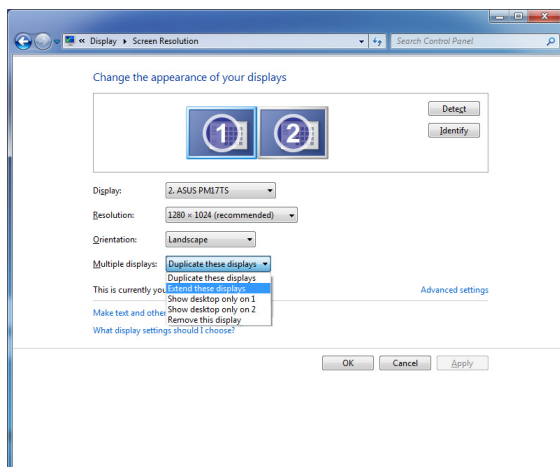 « Display ▸ Screen Resolution
Search Control Panel
Change the appearance of your displays
1 2
Detect
Identify
Display: 2. ASUS PM17TS
Resolution: 1280 × 1024 (recommended)
Orientation: Landscape
Multiple displays: Duplicate these displays
Duplicate these displays
This is currently you
Extend these displays
Advanced settings
Show desktop only on 1
Make text and othe
Show desktop only on 2
Remove this display
What display settings should I choose?
OK Cancel Apply